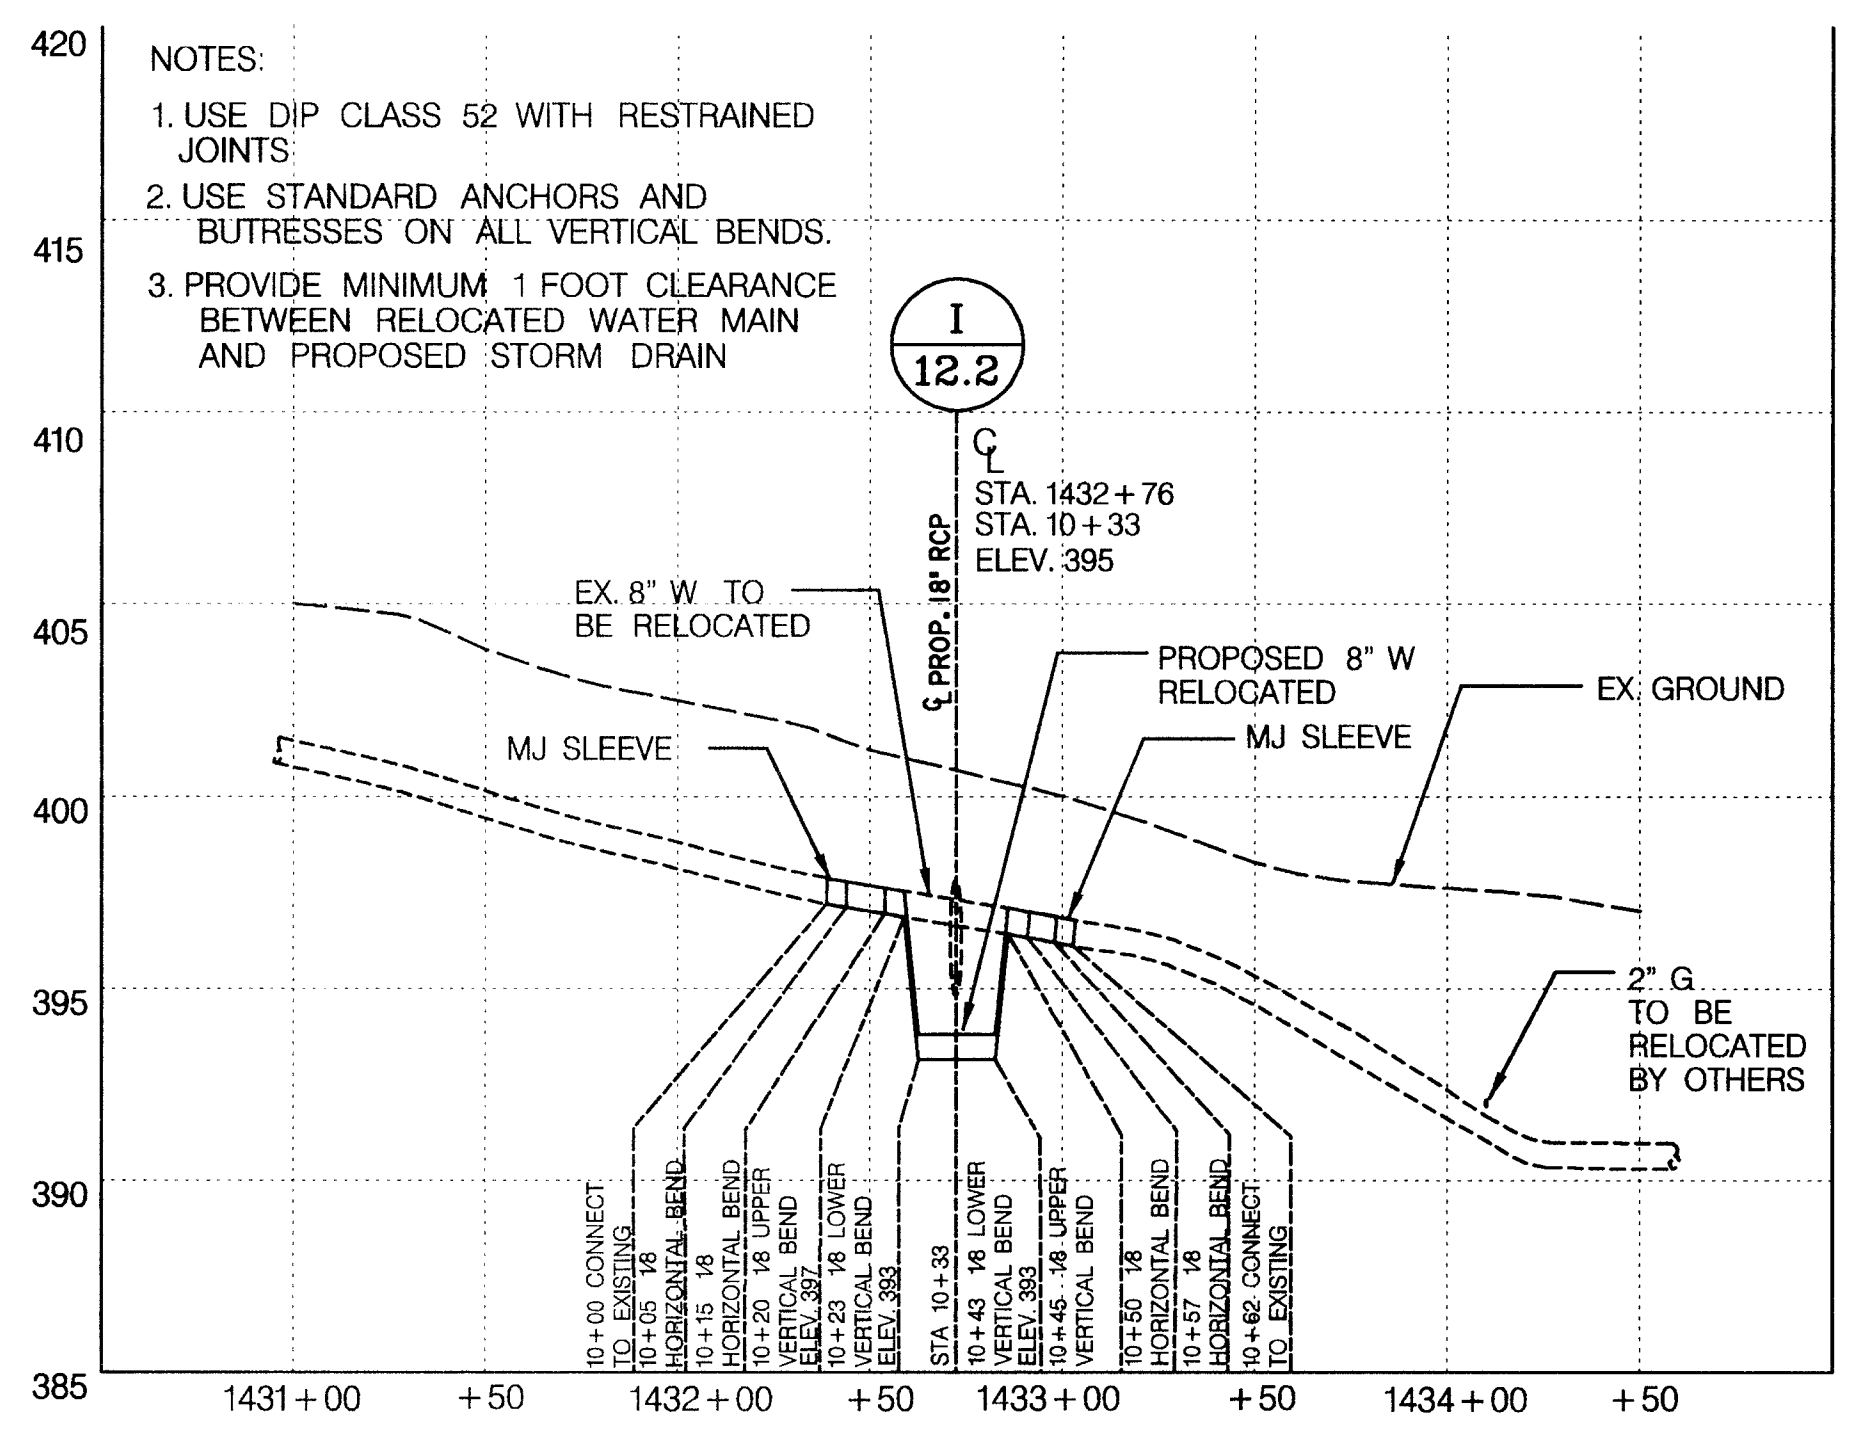 420
NOTES:
1. USE DIP CLASS 52 WITH RESTRAINED
JOINTS
2. USE STANDARD ANCHORS AND
BUTRESSES ON ALL VERTICAL BENDS.
415
3. PROVIDE MINIMUM 1 FOOT CLEARANCE
BETWEEN RELOCATED WATER MAIN
AND PROPOSED STORM DRAIN
I
12.2
410
CL
STA. 1432+76
STA. 10+33
ELEV. 395
CL PROP. 18" RCP
EX. 8" W TO
BE RELOCATED
405
PROPOSED 8" W
RELOCATED
EX. GROUND
MJ SLEEVE
MJ SLEEVE
400
395
2" G
TO BE
RELOCATED
BY OTHERS
390
10+00 CONNECT
TO EXISTING
10+05 1/8
HORIZONTAL BEND
10+15 1/8
HORIZONTAL BEND
10+20 1/8 UPPER
VERTICAL BEND
ELEV. 397
10+23 1/8 LOWER
VERTICAL BEND
ELEV. 393
STA 10+33
10+43 1/8 LOWER
VERTICAL BEND
ELEV. 393
10+45 1/8 UPPER
VERTICAL BEND
10+50 1/8
HORIZONTAL BEND
10+57 1/8
HORIZONTAL BEND
10+62 CONNECT
TO EXISTING
385
1431+00 +50 1432+00 +50 1433+00 +50 1434+00 +50